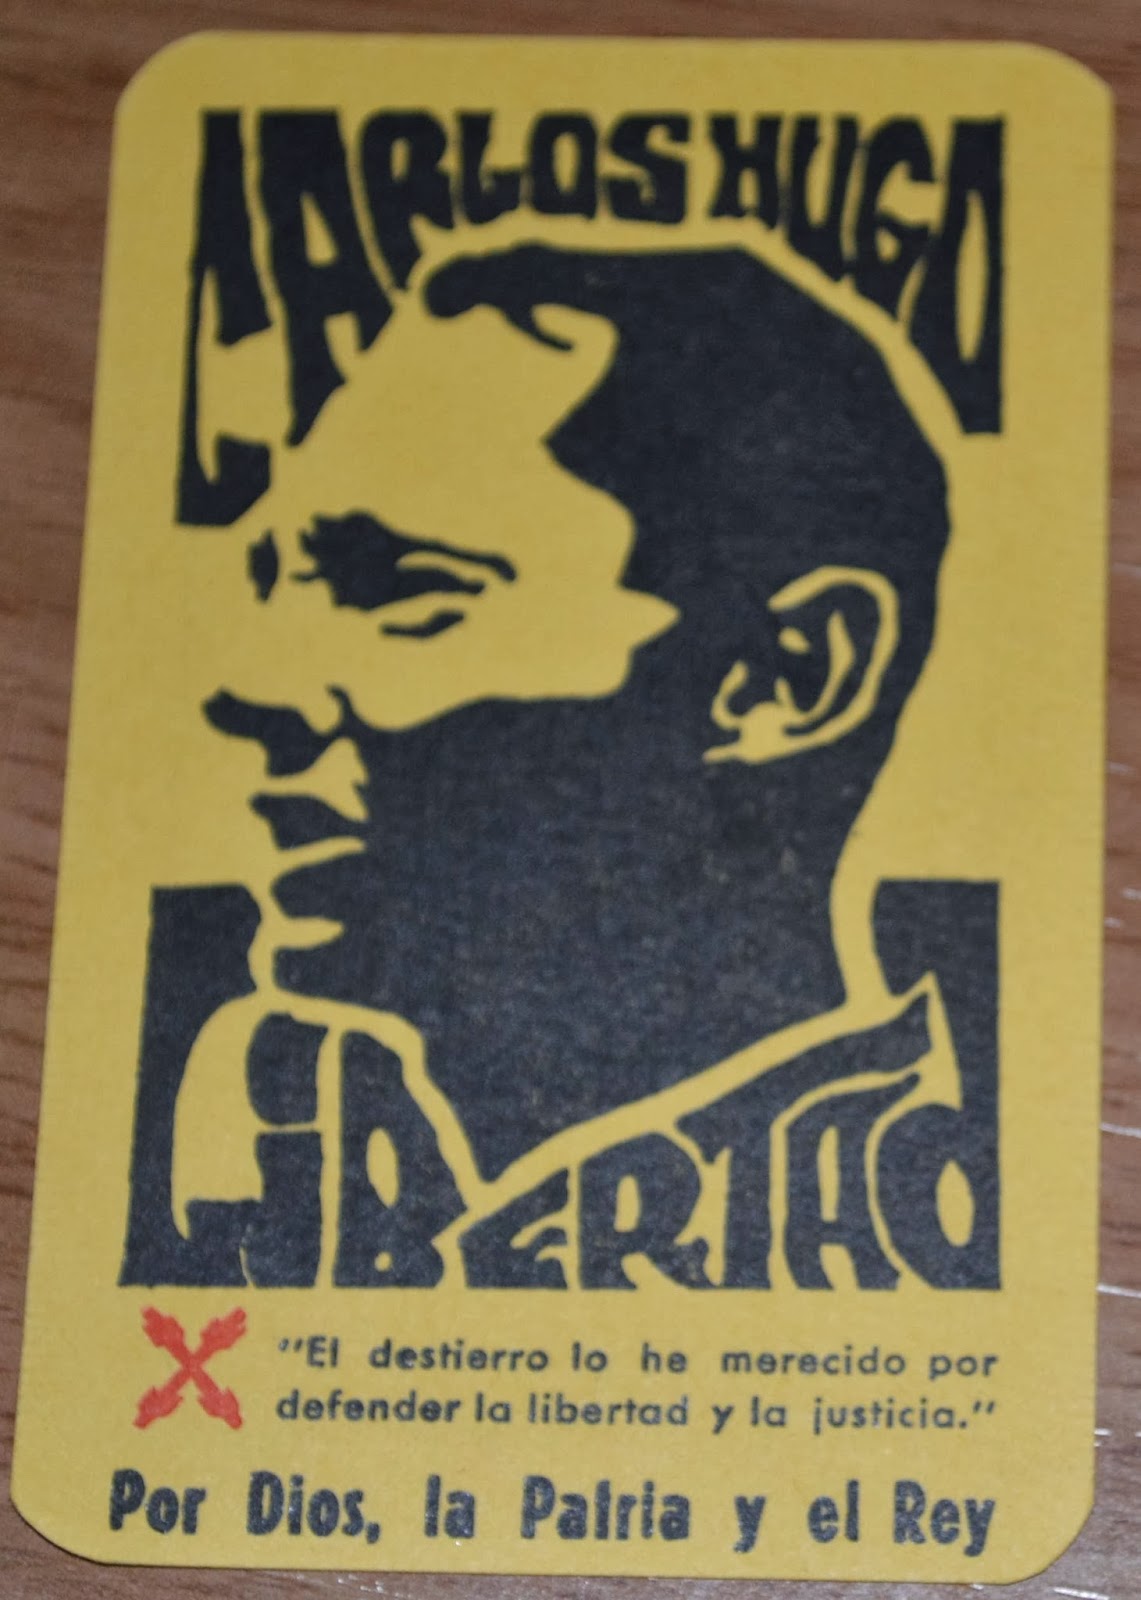 CARLOS HUGO
LIBERTAD
"El destierro lo he merecido por
defender la libertad y la justicia."
Por Dios, la Patria y el Rey